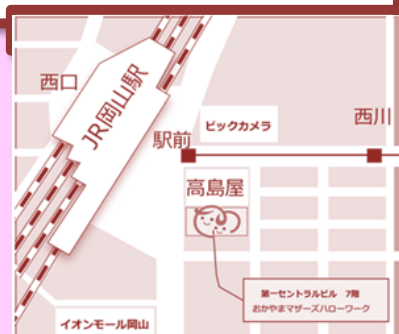 西口
JR岡山駅
駅前
ビックカメラ
西川
高島屋
第一セントラルビル 7階
おかやまマザーズハローワーク
イオンモール岡山